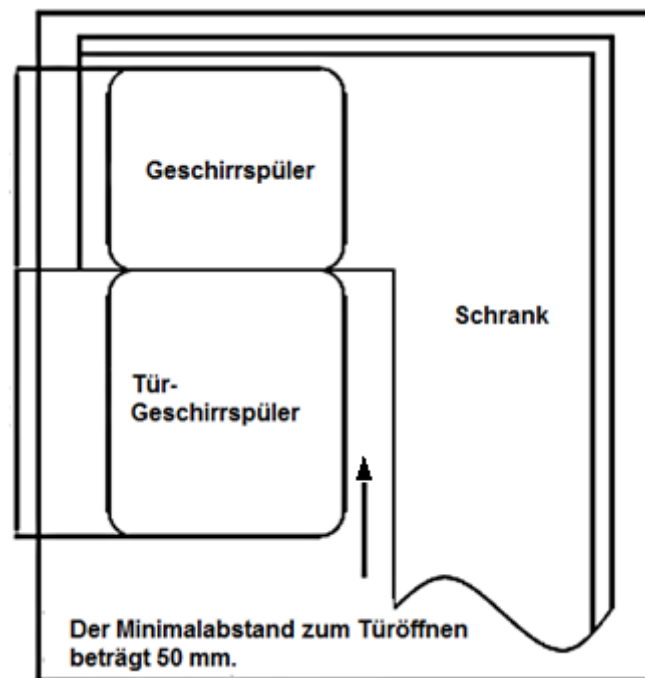 Geschirrspüler
Schrank
Tür-
Geschirrspüler
Der Minimalabstand zum Türöffnen
beträgt 50 mm.